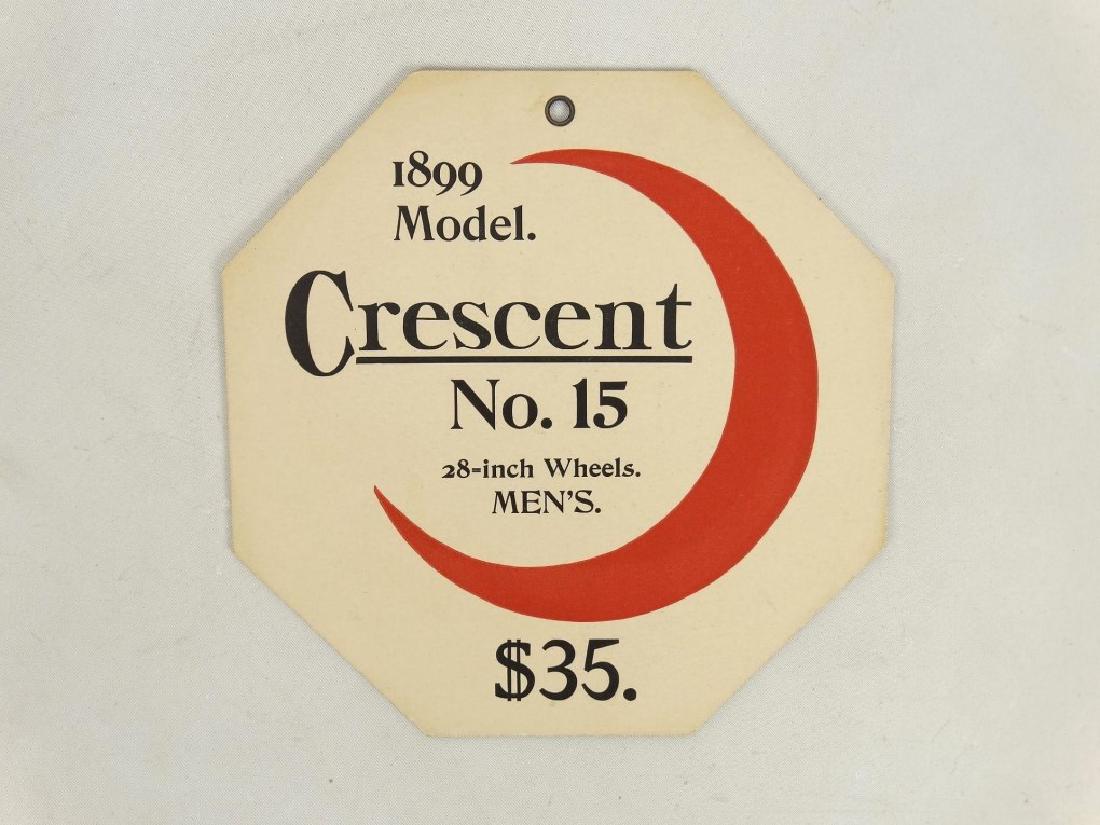 1899
Model.
Crescent
No. 15
28-inch Wheels.
MEN'S.
$35.